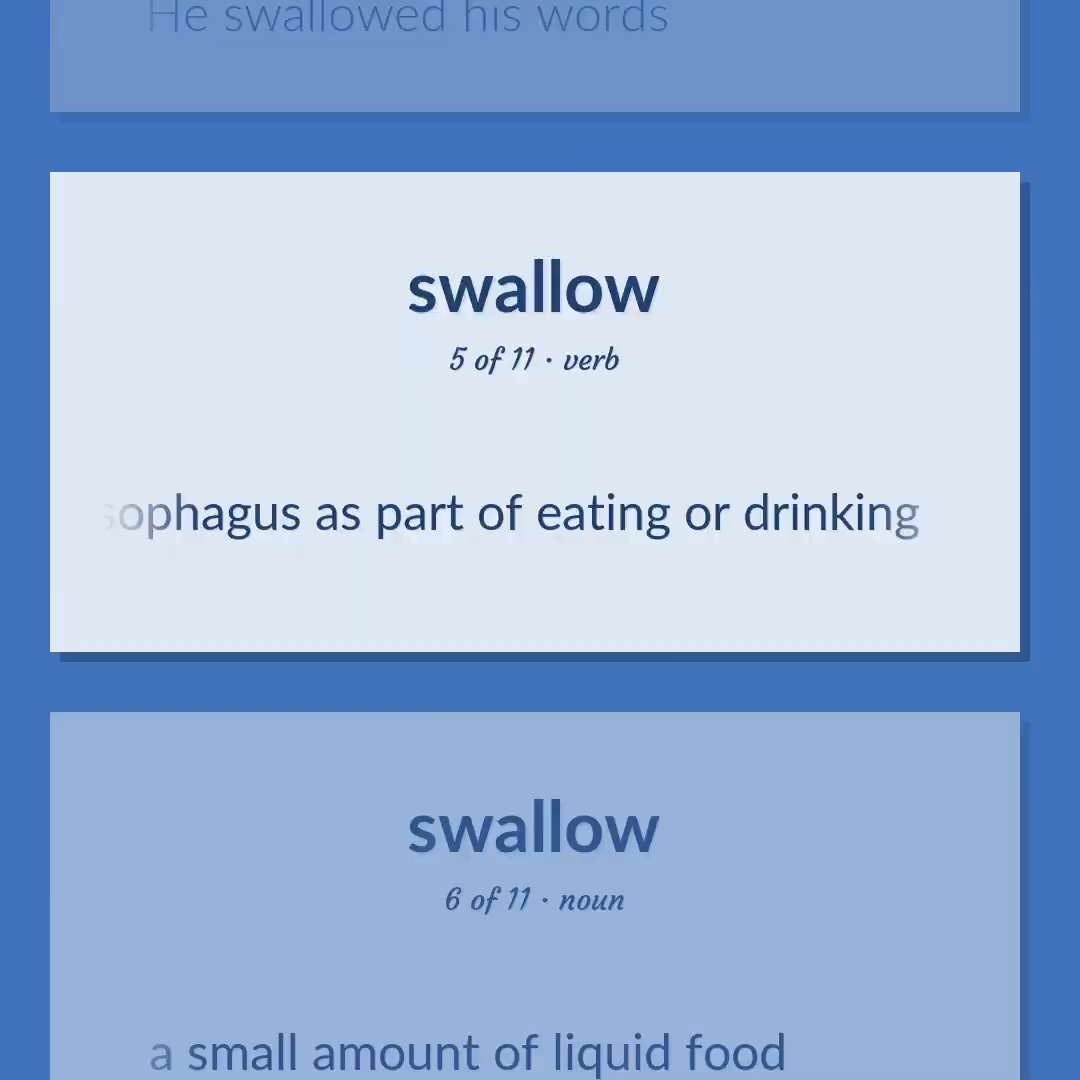 He swallowed his words
swallow
5 of 11 · verb
sophagus as part of eating or drinking
swallow
6 of 11 · noun
a small amount of liquid food